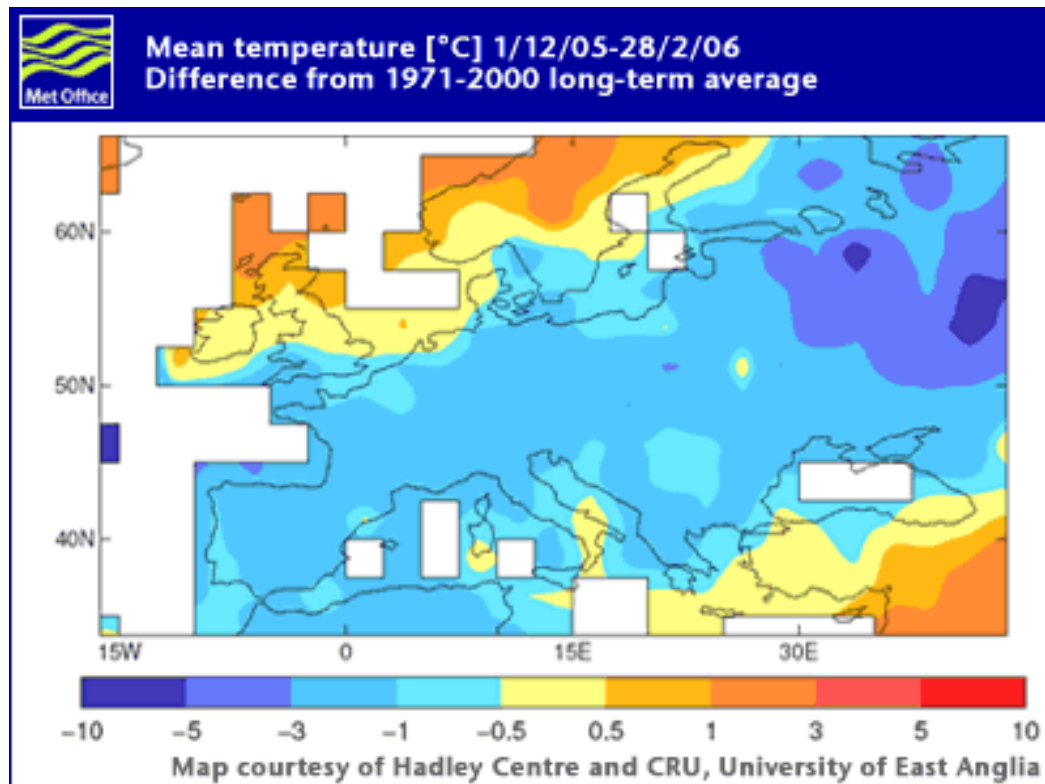 Met Office
Mean temperature [°C] 1/12/05-28/2/06
Difference from 1971-2000 long-term average
60N
50N
40N
15W 0 15E 30E
−10 −5 −3 −1 −0.5 0.5 1 3 5 10
Map courtesy of Hadley Centre and CRU, University of East Anglia